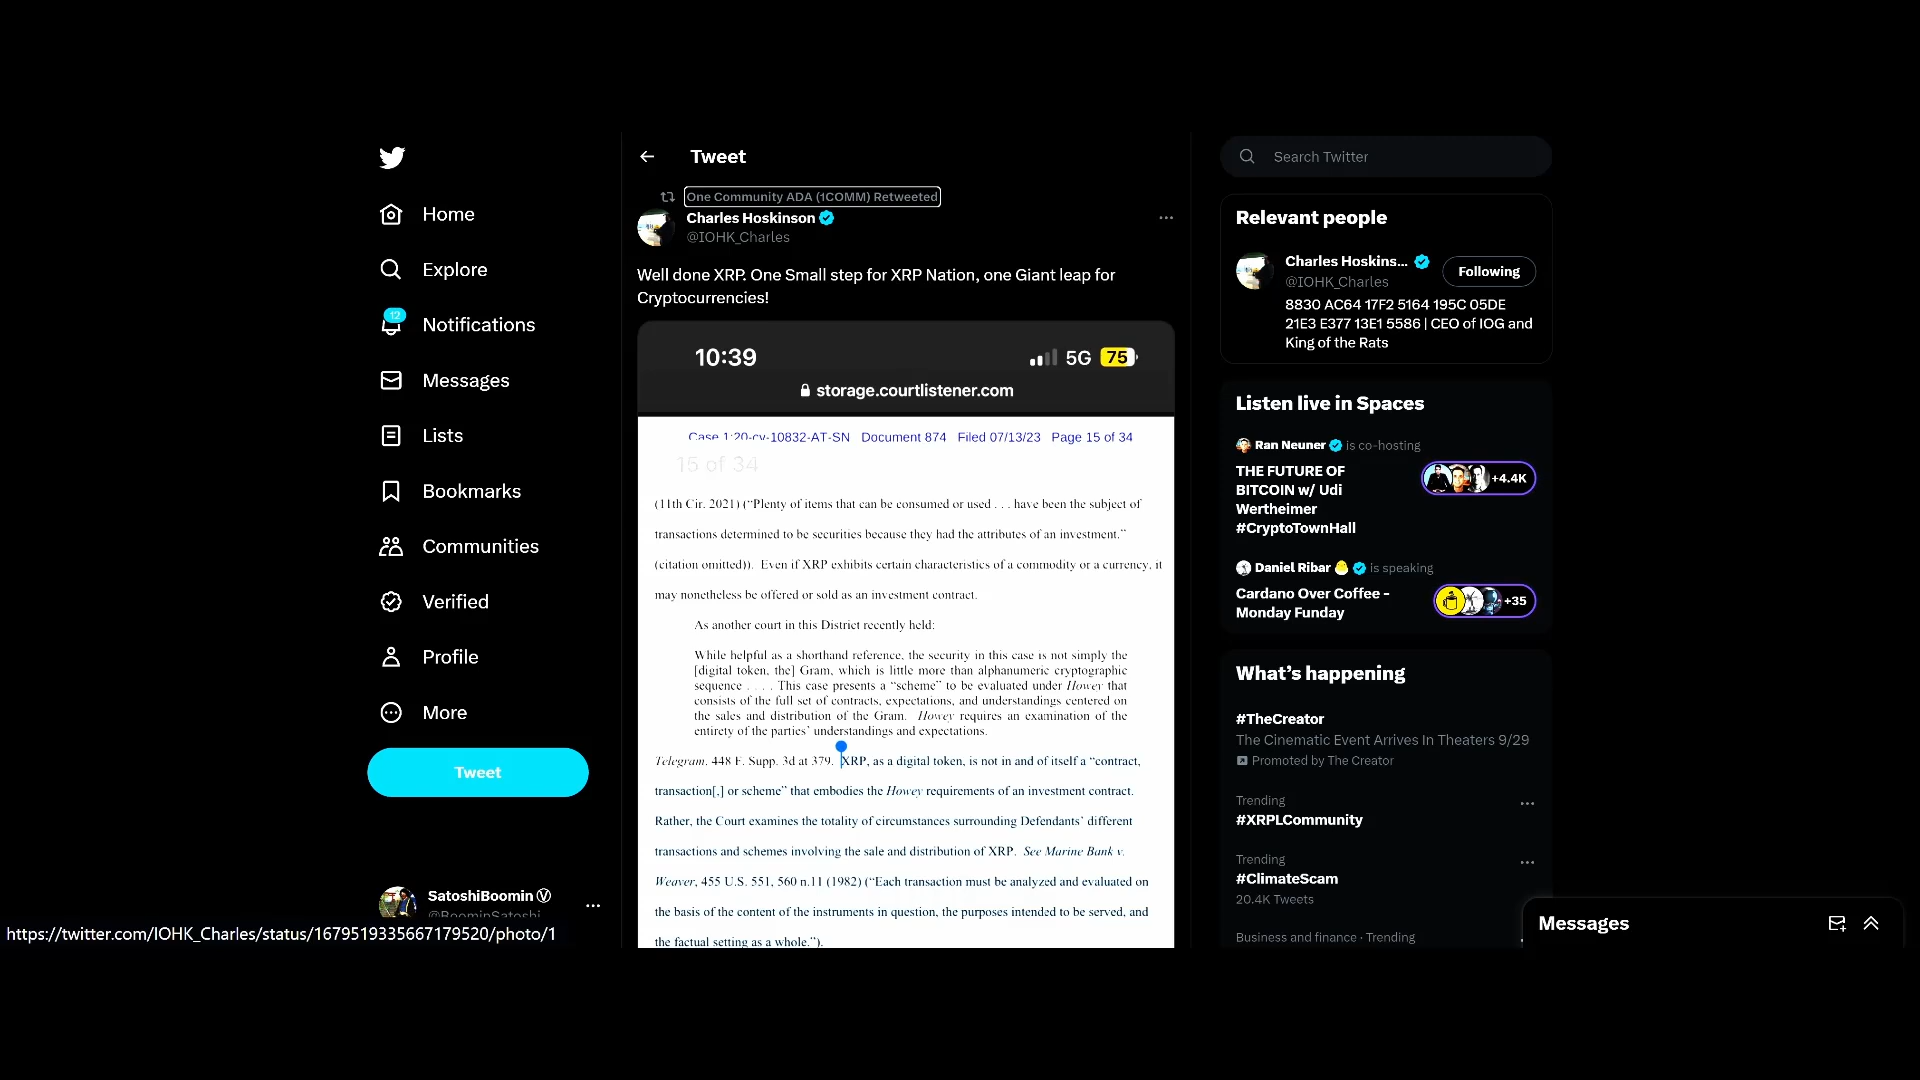 Home
Explore
12
Notifications
Messages
Lists
Bookmarks
Communities
Verified
Profile
More
Tweet
SatoshiBoomin
@BoominSatoshi
https://twitter.com/IOHK_Charles/status/1679519335667179520/photo/1
Tweet
One Community ADA (1COMM) Retweeted
Charles Hoskinson
@IOHK_Charles
Well done XRP. One Small step for XRP Nation, one Giant leap for
Cryptocurrencies!
10:39
5G 75
storage.courtlistener.com
Case 1:20-cv-10832-AT-SN Document 874 Filed 07/13/23 Page 15 of 34
15 of 34
(11th Cir. 2021) (“Plenty of items that can be consumed or used . . . have been the subject of
transactions determined to be securities because they had the attributes of an investment.”
(citation omitted)). Even if XRP exhibits certain characteristics of a commodity or a currency, it
may nonetheless be offered or sold as an investment contract.
As another court in this District recently held:
While helpful as a shorthand reference, the security in this case is not simply the
[digital token, the] Gram, which is little more than alphanumeric cryptographic
sequence . . . . This case presents a “scheme” to be evaluated under Howey that
consists of the full set of contracts, expectations, and understandings centered on
the sales and distribution of the Gram. Howey requires an examination of the
entirety of the parties’ understandings and expectations.
Telegram, 448 F. Supp. 3d at 379. XRP, as a digital token, is not in and of itself a “contract,
transaction[,] or scheme” that embodies the Howey requirements of an investment contract.
Rather, the Court examines the totality of circumstances surrounding Defendants’ different
transactions and schemes involving the sale and distribution of XRP. See Marine Bank v.
Weaver, 455 U.S. 551, 560 n.11 (1982) (“Each transaction must be analyzed and evaluated on
the basis of the content of the instruments in question, the purposes intended to be served, and
the factual setting as a whole.”).
Search Twitter
Relevant people
Charles Hoskins...
@IOHK_Charles
Following
8830 AC64 17F2 5164 195C 05DE
21E3 E377 13E1 5586 | CEO of IOG and
King of the Rats
Listen live in Spaces
Ran Neuner is co-hosting
THE FUTURE OF
BITCOIN w/ Udi
Wertheimer
#CryptoTownHall
+4.4K
Daniel Ribar is speaking
Cardano Over Coffee -
Monday Funday
+35
What’s happening
#TheCreator
The Cinematic Event Arrives In Theaters 9/29
Promoted by The Creator
Trending
#XRPLCommunity
Trending
#ClimateScam
20.4K Tweets
Business and finance · Trending
Messages